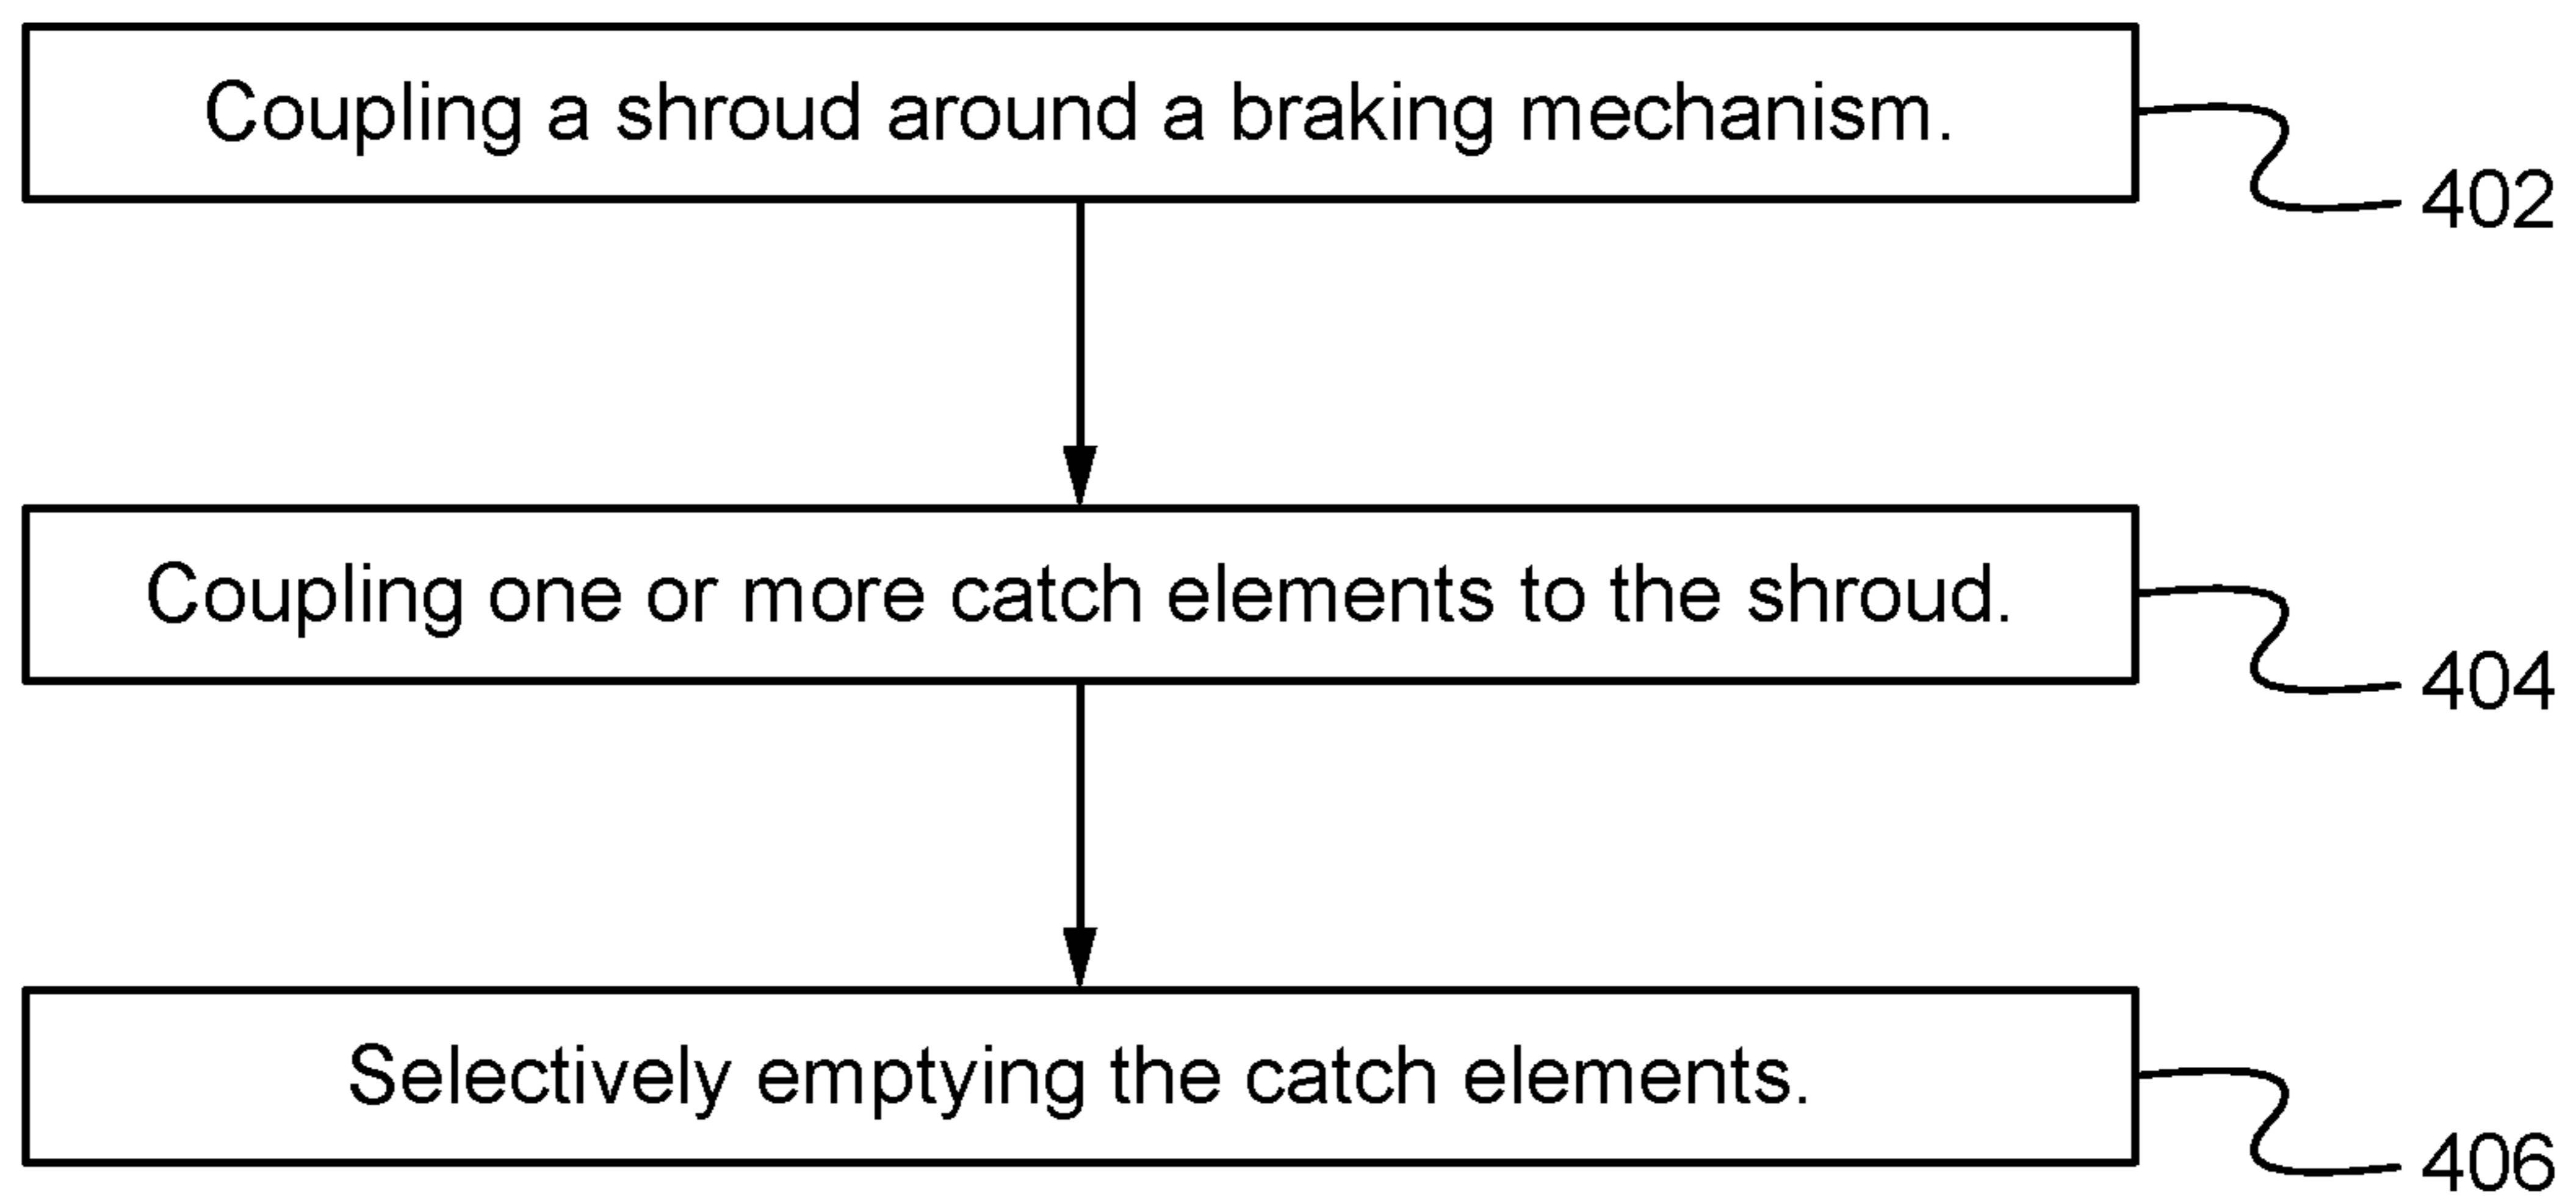 Coupling a shroud around a braking mechanism.
402
Coupling one or more catch elements to the shroud.
404
Selectively emptying the catch elements.
406